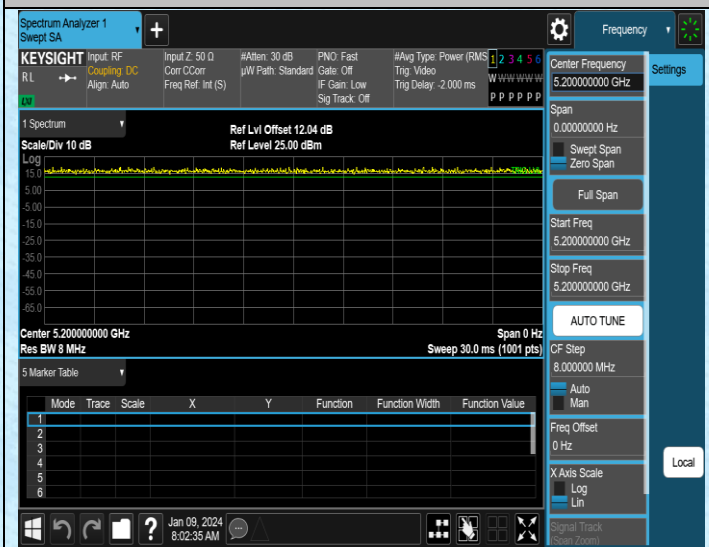 Spectrum Analyzer 1
Swept SA
+
Frequency
KEYSIGHT
RL
LXI
Input: RF
Coupling: DC
Align: Auto
Input Z: 50 Ω
Corr CCorr
Freq Ref: Int (S)
#Atten: 30 dB
µW Path: Standard
PNO: Fast
Gate: Off
IF Gain: Low
Sig Track: Off
#Avg Type: Power (RMS
Trig: Video
Trig Delay: -2.000 ms
1 2 3 4 5 6
W W W W W W
P P P P P P
1 Spectrum
Scale/Div 10 dB
Ref Lvl Offset 12.04 dB
Ref Level 25.00 dBm
Log
15.0
5.00
-5.00
-15.0
-25.0
-35.0
-45.0
-55.0
-65.0
Center 5.200000000 GHz
Span 0 Hz
Res BW 8 MHz
Sweep 30.0 ms (1001 pts)
5 Marker Table
Mode Trace Scale X Y Function Function Width Function Value
1
2
3
4
5
6
Jan 09, 2024
8:02:35 AM
?
Center Frequency
5.200000000 GHz
Span
0.00000000 Hz
Swept Span
Zero Span
Full Span
Start Freq
5.200000000 GHz
Stop Freq
5.200000000 GHz
AUTO TUNE
CF Step
8.000000 MHz
Auto
Man
Freq Offset
0 Hz
X Axis Scale
Log
Lin
Signal Track
(Span Zoom)
Settings
Local